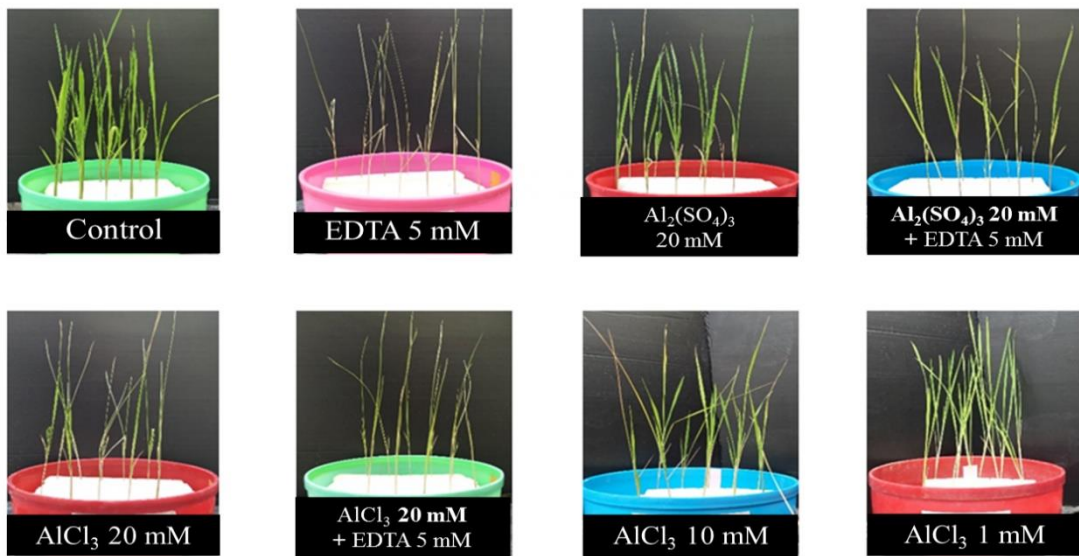 Control
EDTA 5 mM
Al₂(SO₄)₃
20 mM
Al₂(SO₄)₃ 20 mM
+ EDTA 5 mM
AlCl₃ 20 mM
AlCl₃ 20 mM
+ EDTA 5 mM
AlCl₃ 10 mM
AlCl₃ 1 mM